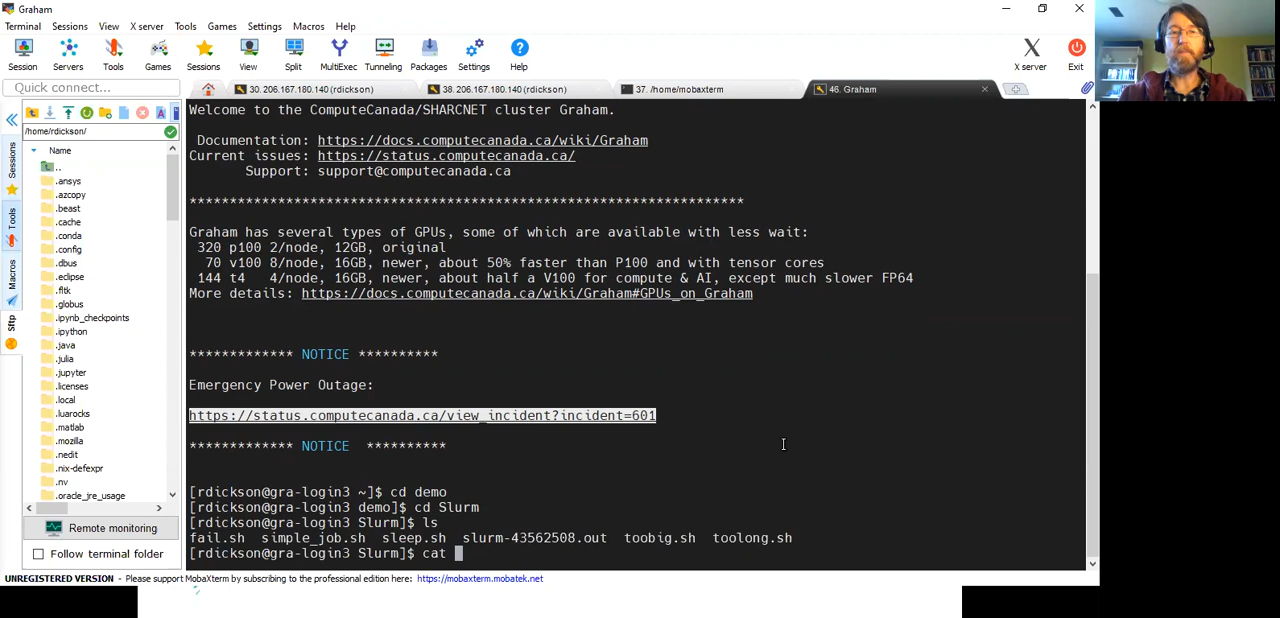 Graham
Terminal Sessions View X server Tools Games Settings Macros Help
Session Servers Tools Games Sessions View Split MultiExec Tunneling Packages Settings Help X server Exit
Quick connect...
30. 206.167.180.140 (rdickson)
38. 206.167.180.140 (rdickson)
37. /home/mobaxterm
46. Graham
/home/rdickson/
Name
..
.ansys
.azcopy
.beast
.cache
.conda
.config
.dbus
.eclipse
.fltk
.globus
.ipynb_checkpoints
.ipython
.java
.julia
.jupyter
.licenses
.local
.luarocks
.matlab
.mozilla
.nedit
.nix-defexpr
.nv
.oracle_jre_usage
Sessions
Tools
Macros
Sftp
Remote monitoring
Follow terminal folder
Welcome to the ComputeCanada/SHARCNET cluster Graham.
Documentation: https://docs.computecanada.ca/wiki/Graham
Current issues: https://status.computecanada.ca/
Support: support@computecanada.ca
*********************************************************************
Graham has several types of GPUs, some of which are available with less wait:
320 p100 2/node, 12GB, original
70 v100 8/node, 16GB, newer, about 50% faster than P100 and with tensor cores
144 t4 4/node, 16GB, newer, about half a V100 for compute & AI, except much slower FP64
More details: https://docs.computecanada.ca/wiki/Graham#GPUs_on_Graham
************* NOTICE **********
Emergency Power Outage:
https://status.computecanada.ca/view_incident?incident=601
************* NOTICE **********
[rdickson@gra-login3 ~]$ cd demo
[rdickson@gra-login3 demo]$ cd Slurm
[rdickson@gra-login3 Slurm]$ ls
fail.sh simple_job.sh sleep.sh slurm-43562508.out toobig.sh toolong.sh
[rdickson@gra-login3 Slurm]$ cat
UNREGISTERED VERSION - Please support MobaXterm by subscribing to the professional edition here: https://mobaxterm.mobatek.net